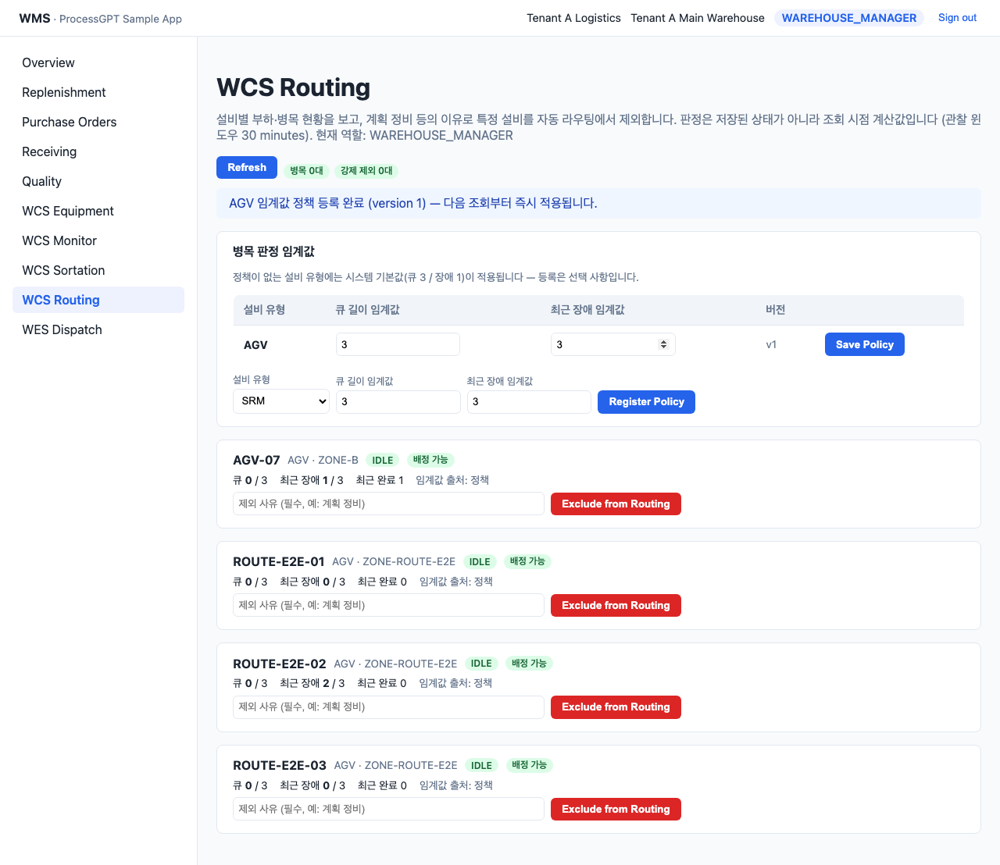 WMS · ProcessGPT Sample App
Tenant A Logistics Tenant A Main Warehouse WAREHOUSE_MANAGER Sign out
Overview
Replenishment
Purchase Orders
Receiving
Quality
WCS Equipment
WCS Monitor
WCS Sortation
WCS Routing
WES Dispatch
WCS Routing
설비별 부하·병목 현황을 보고, 계획 정비 등의 이유로 특정 설비를 자동 라우팅에서 제외합니다. 판정은 저장된 상태가 아니라 조회 시점 계산값입니다 (관찰 윈
도우 30 minutes). 현재 역할: WAREHOUSE_MANAGER
Refresh 병목 0대 강제 제외 0대
AGV 임계값 정책 등록 완료 (version 1) — 다음 조회부터 즉시 적용됩니다.
병목 판정 임계값
정책이 없는 설비 유형에는 시스템 기본값(큐 3 / 장애 1)이 적용됩니다 — 등록은 선택 사항입니다.
설비 유형 큐 길이 임계값 최근 장애 임계값 버전
AGV 3 3 v1 Save Policy
설비 유형 큐 길이 임계값 최근 장애 임계값
SRM 3 3 Register Policy
AGV-07 AGV · ZONE-B IDLE 배정 가능
큐 0 / 3 최근 장애 1 / 3 최근 완료 1 임계값 출처: 정책
제외 사유 (필수, 예: 계획 정비) Exclude from Routing
ROUTE-E2E-01 AGV · ZONE-ROUTE-E2E IDLE 배정 가능
큐 0 / 3 최근 장애 0 / 3 최근 완료 0 임계값 출처: 정책
제외 사유 (필수, 예: 계획 정비) Exclude from Routing
ROUTE-E2E-02 AGV · ZONE-ROUTE-E2E IDLE 배정 가능
큐 0 / 3 최근 장애 2 / 3 최근 완료 0 임계값 출처: 정책
제외 사유 (필수, 예: 계획 정비) Exclude from Routing
ROUTE-E2E-03 AGV · ZONE-ROUTE-E2E IDLE 배정 가능
큐 0 / 3 최근 장애 0 / 3 최근 완료 0 임계값 출처: 정책
제외 사유 (필수, 예: 계획 정비) Exclude from Routing